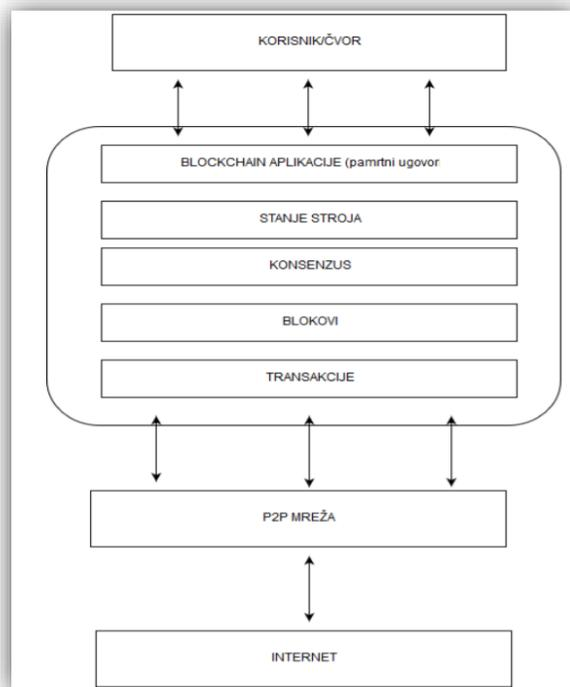 KORISNIK/ČVOR
BLOCKCHAIN APLIKACIJE (pamrtni ugovor
STANJE STROJA
KONSENZUS
BLOKOVI
TRANSAKCIJE
P2P MREŽA
INTERNET